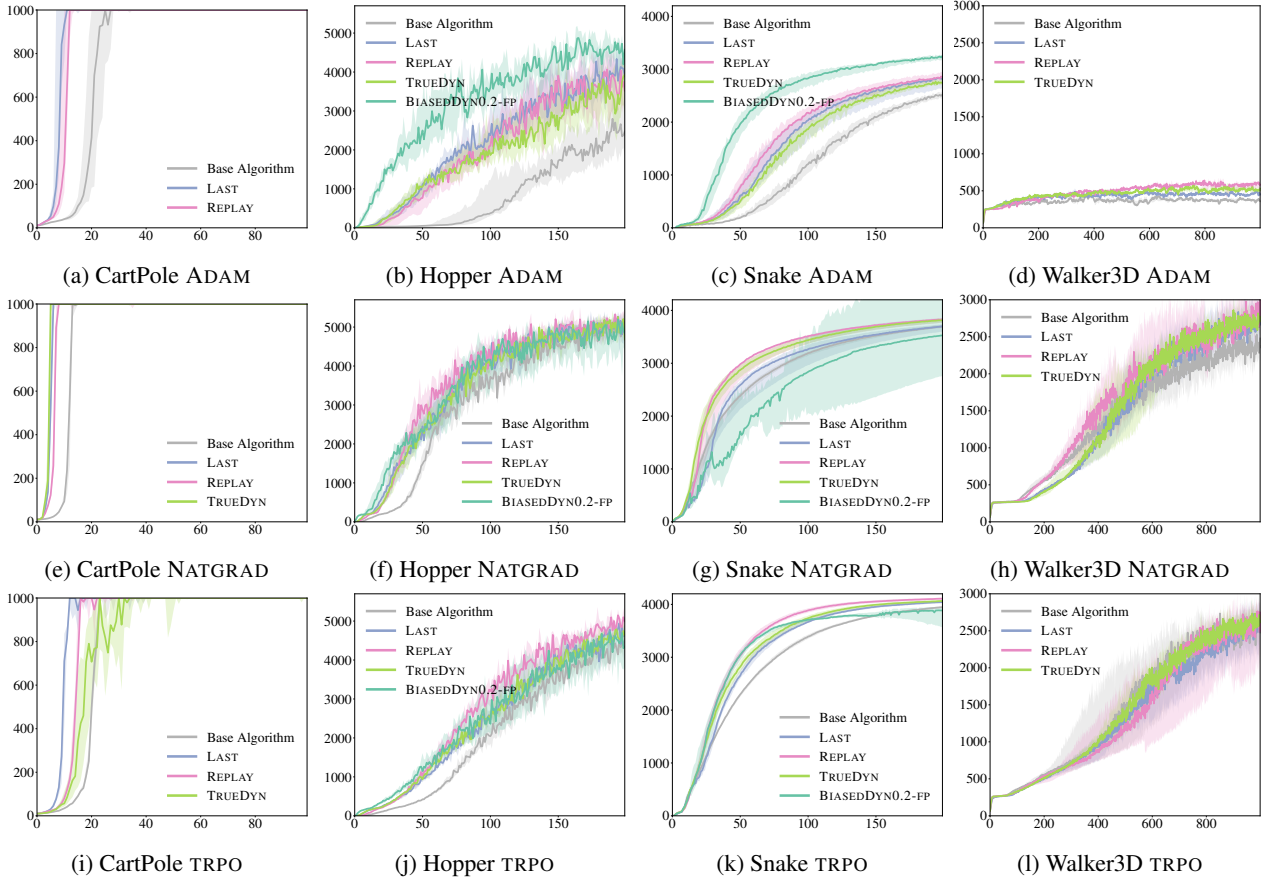 Base Algorithm
LAST
REPLAY
0 200 400 600 800 1000
0 20 40 60 80
(a) CartPole ADAM
Base Algorithm
LAST
REPLAY
TRUEDYN
BIASEDDYN0.2-FP
0 1000 2000 3000 4000 5000
0 50 100 150
(b) Hopper ADAM
Base Algorithm
LAST
REPLAY
TRUEDYN
BIASEDDYN0.2-FP
0 1000 2000 3000 4000
0 50 100 150
(c) Snake ADAM
Base Algorithm
LAST
REPLAY
TRUEDYN
0 500 1000 1500 2000 2500 3000
0 200 400 600 800
(d) Walker3D ADAM
Base Algorithm
LAST
REPLAY
TRUEDYN
0 200 400 600 800 1000
0 20 40 60 80
(e) CartPole NATGRAD
Base Algorithm
LAST
REPLAY
TRUEDYN
BIASEDDYN0.2-FP
0 1000 2000 3000 4000 5000
0 50 100 150
(f) Hopper NATGRAD
Base Algorithm
LAST
REPLAY
TRUEDYN
BIASEDDYN0.2-FP
0 1000 2000 3000 4000
0 50 100 150
(g) Snake NATGRAD
Base Algorithm
LAST
REPLAY
TRUEDYN
0 500 1000 1500 2000 2500 3000
0 200 400 600 800
(h) Walker3D NATGRAD
Base Algorithm
LAST
REPLAY
TRUEDYN
0 200 400 600 800 1000
0 20 40 60 80
(i) CartPole TRPO
Base Algorithm
LAST
REPLAY
TRUEDYN
BIASEDDYN0.2-FP
0 1000 2000 3000 4000 5000
0 50 100 150
(j) Hopper TRPO
Base Algorithm
LAST
REPLAY
TRUEDYN
BIASEDDYN0.2-FP
0 1000 2000 3000 4000
0 50 100 150
(k) Snake TRPO
Base Algorithm
LAST
REPLAY
TRUEDYN
0 500 1000 1500 2000 2500 3000
0 200 400 600 800
(l) Walker3D TRPO